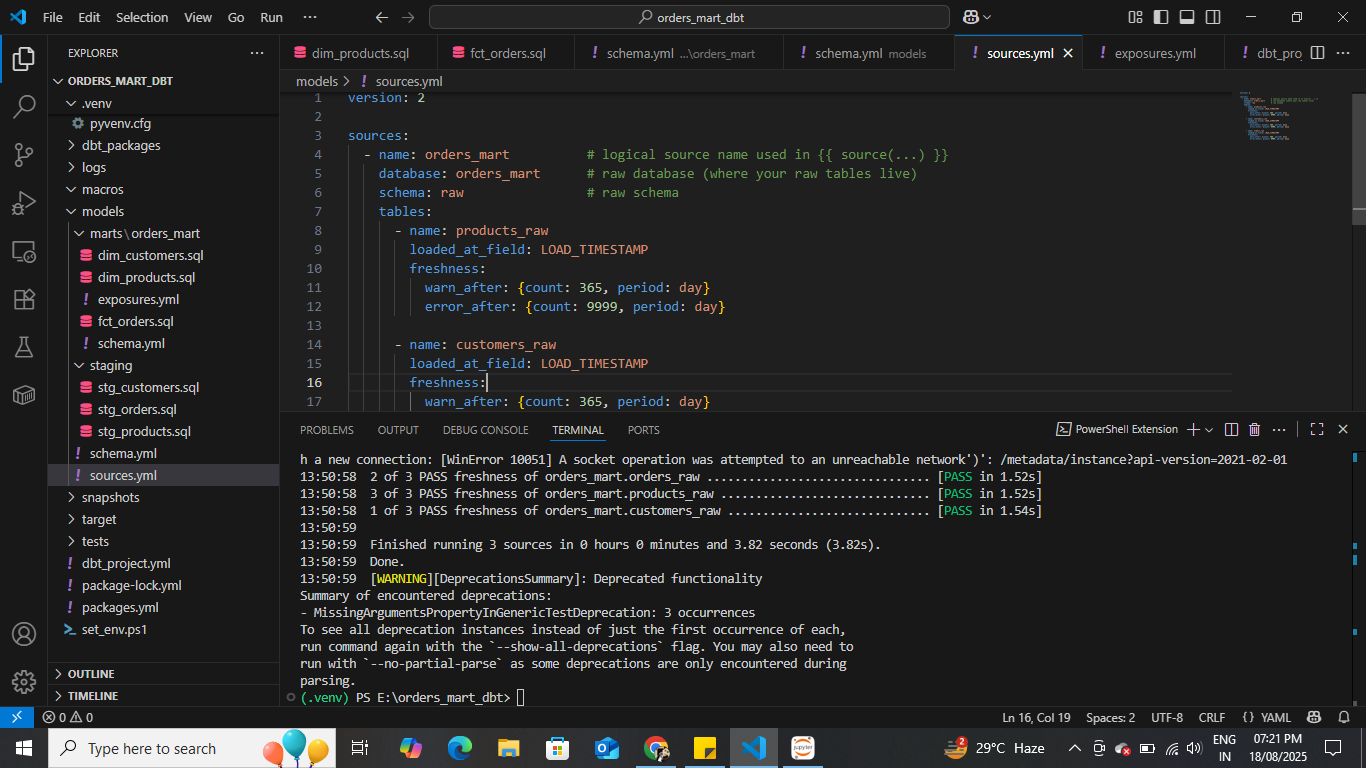 File Edit Selection View Go Run ···
orders_mart_dbt
EXPLORER
ORDERS_MART_DBT
.venv
pyvenv.cfg
dbt_packages
logs
macros
models
marts\orders_mart
dim_customers.sql
dim_products.sql
exposures.yml
fct_orders.sql
schema.yml
staging
stg_customers.sql
stg_orders.sql
stg_products.sql
schema.yml
sources.yml
snapshots
target
tests
dbt_project.yml
package-lock.yml
packages.yml
set_env.ps1
OUTLINE
TIMELINE
dim_products.sql fct_orders.sql schema.yml ...\orders_mart schema.yml models sources.yml exposures.yml dbt_pro
models > sources.yml
1 version: 2
2
3 sources:
4 - name: orders_mart # logical source name used in {{ source(...) }}
5 database: orders_mart # raw database (where your raw tables live)
6 schema: raw # raw schema
7 tables:
8 - name: products_raw
9 loaded_at_field: LOAD_TIMESTAMP
10 freshness:
11 warn_after: {count: 365, period: day}
12 error_after: {count: 9999, period: day}
13
14 - name: customers_raw
15 loaded_at_field: LOAD_TIMESTAMP
16 freshness:
17 warn_after: {count: 365, period: day}
PROBLEMS OUTPUT DEBUG CONSOLE TERMINAL PORTS
PowerShell Extension
h a new connection: [WinError 10051] A socket operation was attempted to an unreachable network')': /metadata/instance?api-version=2021-02-01
13:50:58 2 of 3 PASS freshness of orders_mart.orders_raw ............................. [PASS in 1.52s]
13:50:58 3 of 3 PASS freshness of orders_mart.products_raw ........................... [PASS in 1.52s]
13:50:58 1 of 3 PASS freshness of orders_mart.customers_raw .......................... [PASS in 1.54s]
13:50:59
13:50:59 Finished running 3 sources in 0 hours 0 minutes and 3.82 seconds (3.82s).
13:50:59 Done.
13:50:59 [WARNING][DeprecationsSummary]: Deprecated functionality
Summary of encountered deprecations:
- MissingArgumentsPropertyInGenericTestDeprecation: 3 occurrences
To see all deprecation instances instead of just the first occurrence of each,
run command again with the `--show-all-deprecations` flag. You may also need to
run with `--no-partial-parse` as some deprecations are only encountered during
parsing.
(.venv) PS E:\orders_mart_dbt>
0 0
Ln 16, Col 19 Spaces: 2 UTF-8 CRLF {} YAML
Type here to search
2
29°C Haze
ENG
IN
07:21 PM
18/08/2025